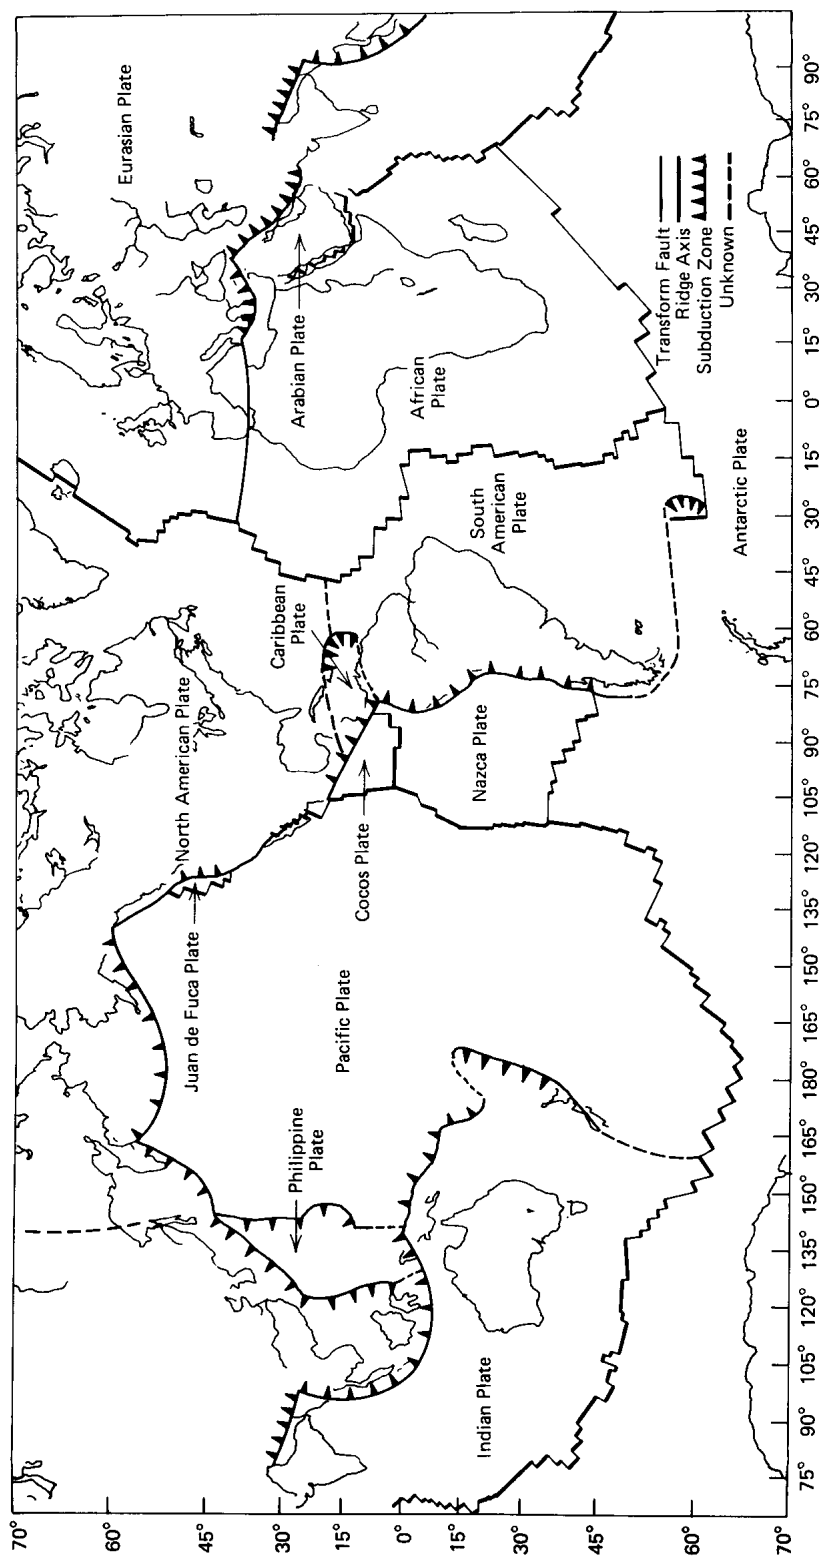 70°
60°
45°
30°
15°
0°
15°
30°
45°
60°
70°
Eurasian Plate
North American Plate
Juan de Fuca Plate
Philippine
Plate
Pacific Plate
Cocos Plate
Caribbean
Plate
Arabian Plate
African
Plate
South
American
Plate
Nazca Plate
Indian Plate
Antarctic Plate
Transform Fault
Ridge Axis
Subduction Zone
Unknown
75°
90°
105°
120°
135°
150°
165°
180°
165°
150°
135°
120°
105°
90°
75°
60°
45°
30°
15°
0°
15°
30°
45°
60°
75°
90°